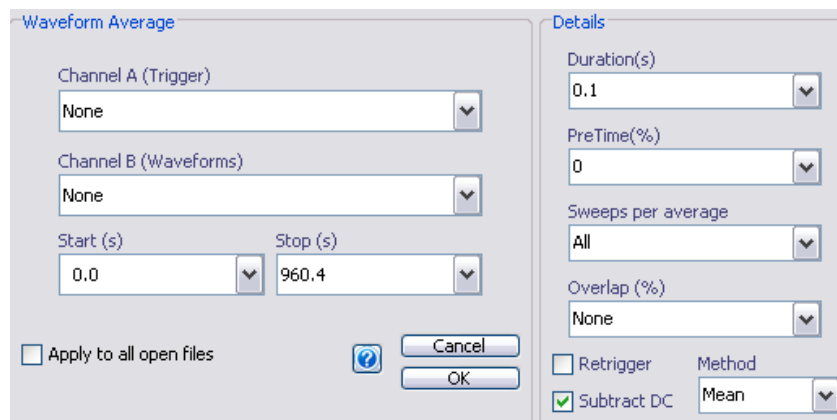 Waveform Average
Channel A (Trigger)
None
Channel B (Waveforms)
None
Start (s)
Stop (s)
0.0
960.4
Apply to all open files
?
Cancel
OK
Details
Duration(s)
0.1
PreTime(%)
0
Sweeps per average
All
Overlap (%)
None
Retrigger
Method
Subtract DC
Mean